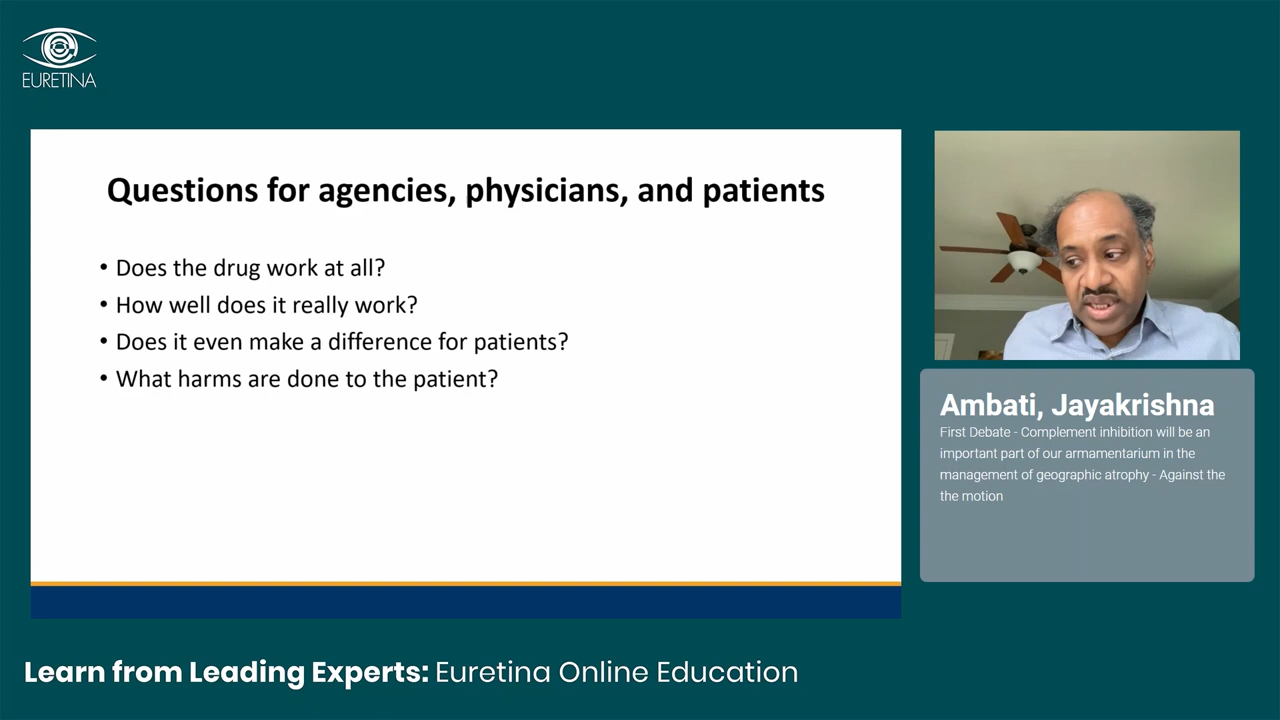 EURETINA
Questions for agencies, physicians, and patients
• Does the drug work at all?
• How well does it really work?
• Does it even make a difference for patients?
• What harms are done to the patient?
Ambati, Jayakrishna
First Debate - Complement inhibition will be an
important part of our armamentarium in the
management of geographic atrophy - Against the
the motion
Learn from Leading Experts: Euretina Online Education